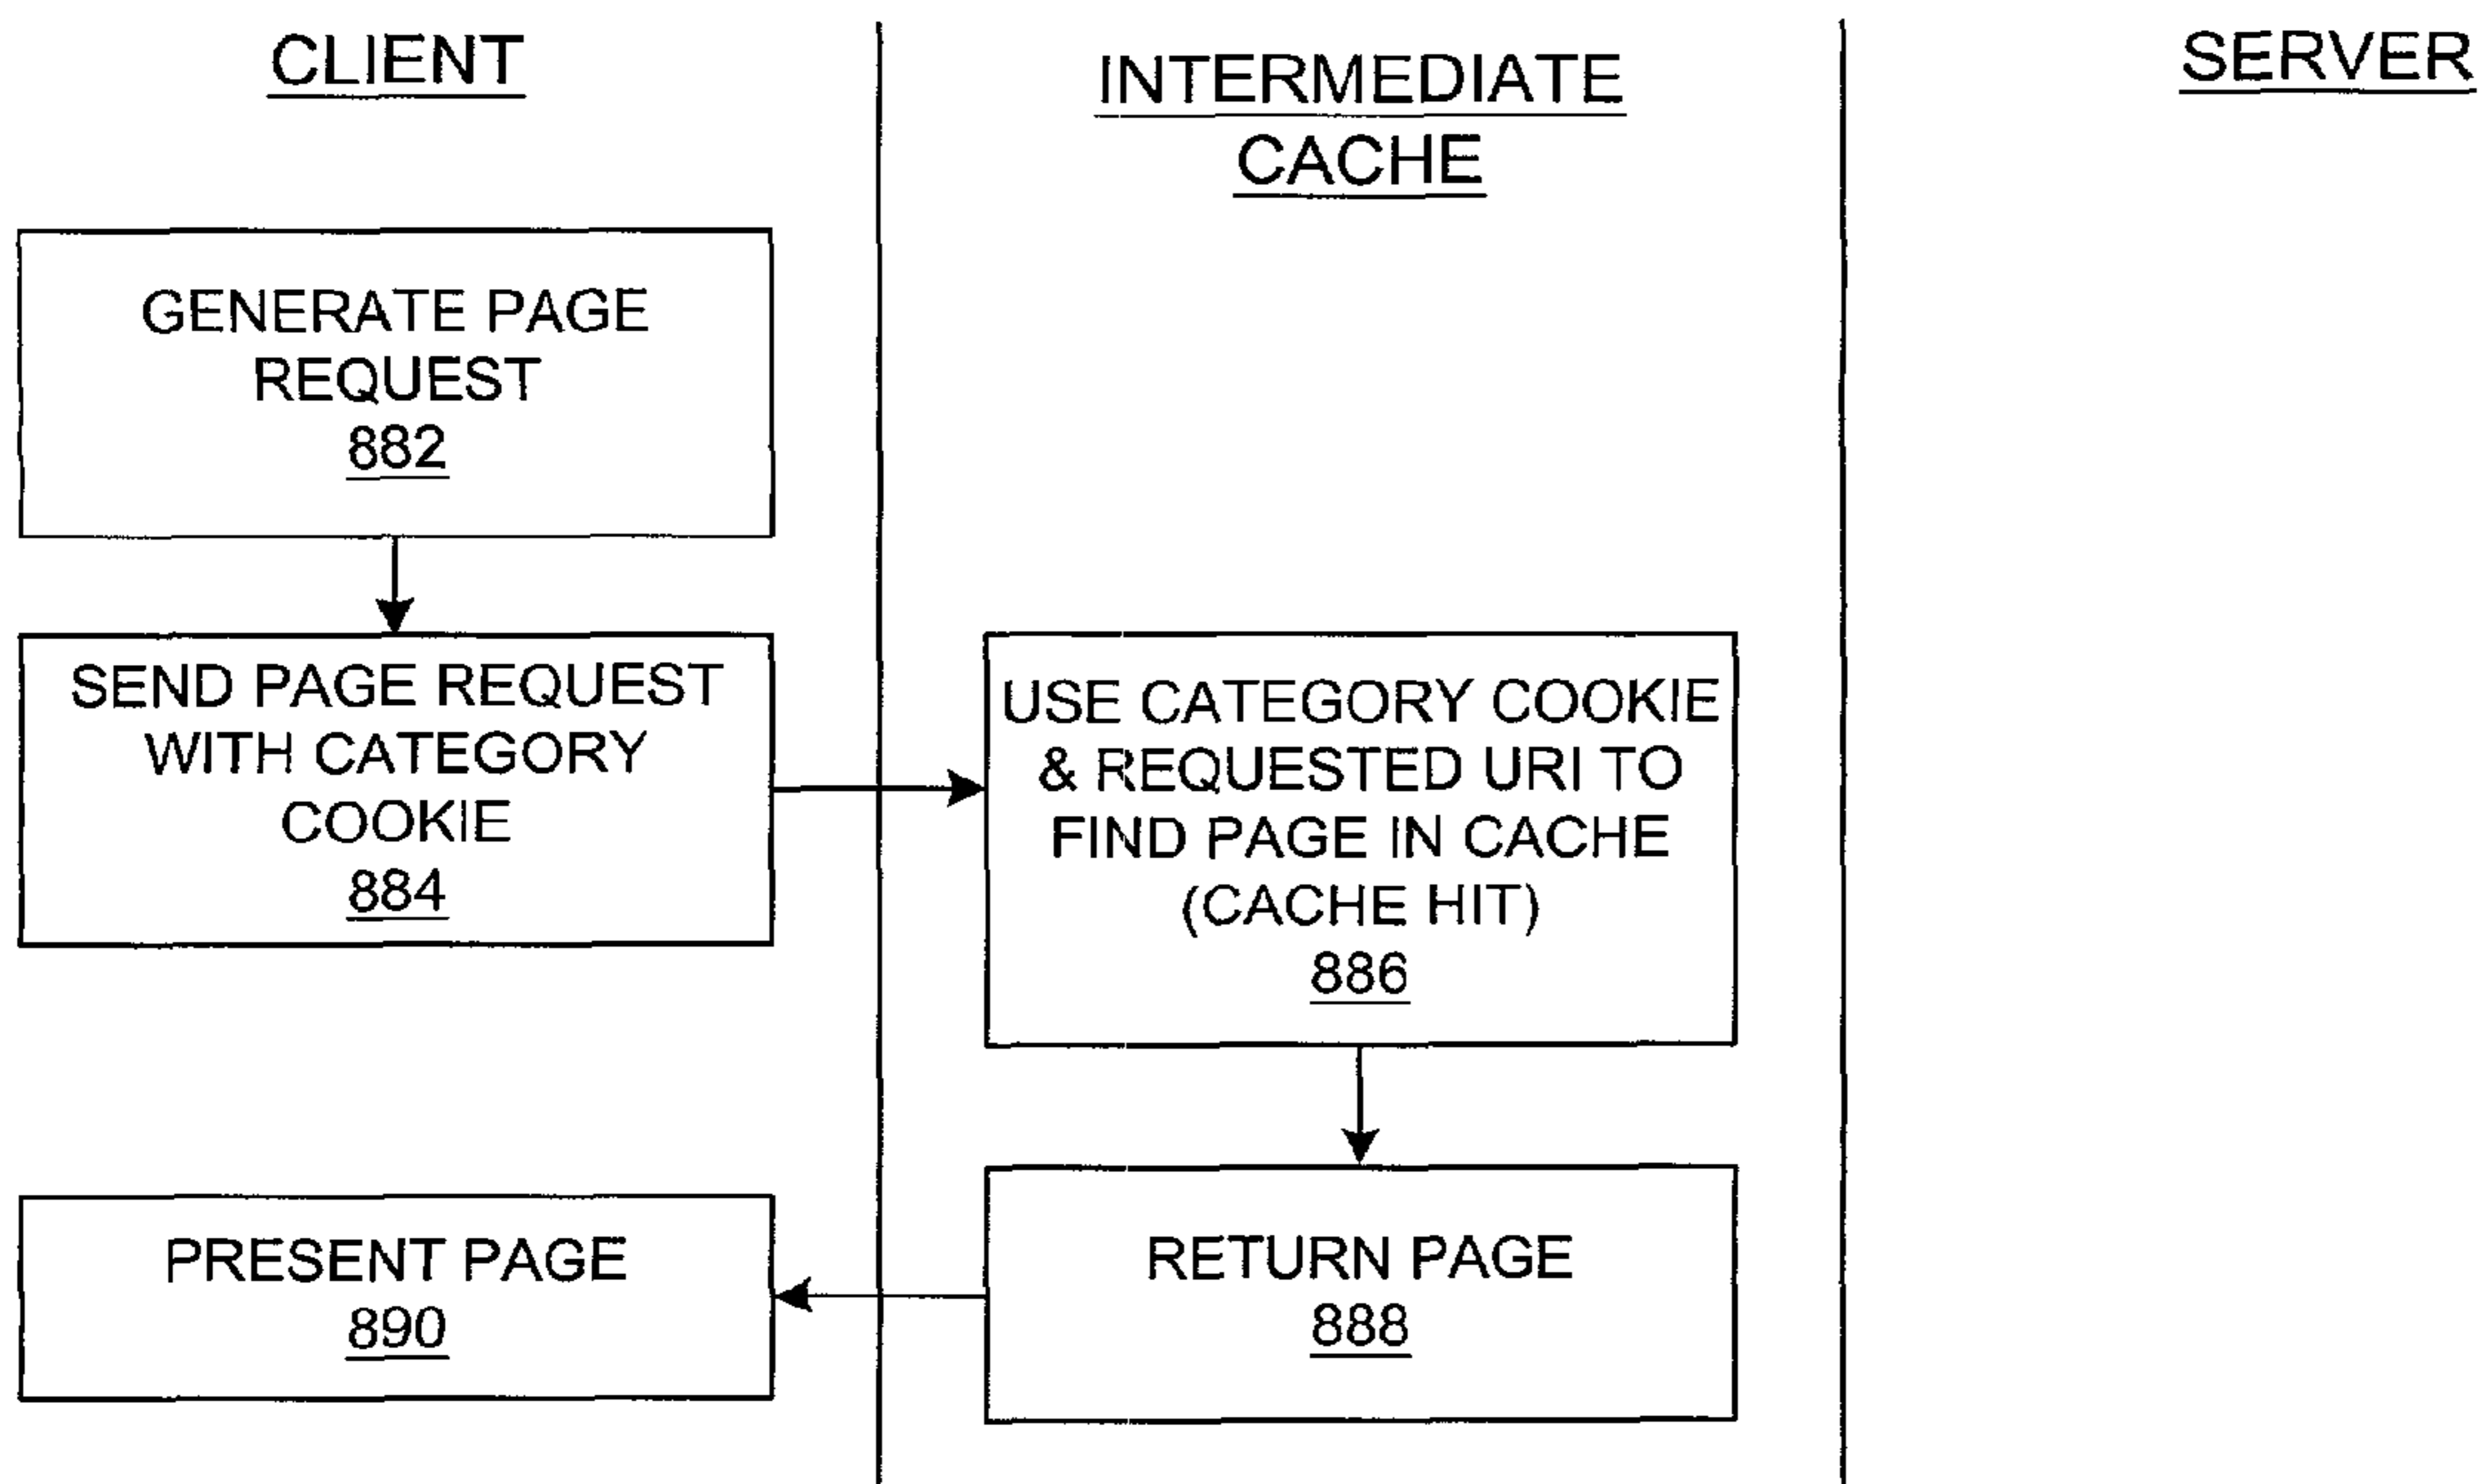 CLIENT
INTERMEDIATE
CACHE
SERVER
GENERATE PAGE
REQUEST
882
SEND PAGE REQUEST
WITH CATEGORY
COOKIE
884
USE CATEGORY COOKIE
& REQUESTED URI TO
FIND PAGE IN CACHE
(CACHE HIT)
886
RETURN PAGE
888
PRESENT PAGE
890